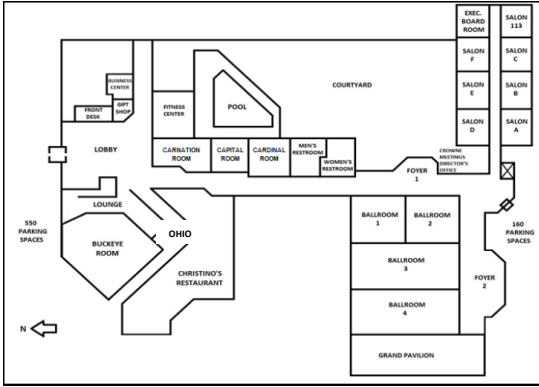 EXEC.
BOARD
ROOM
SALON
113
SALON
F
SALON
C
BUSINESS
CENTER
COURTYARD
SALON
E
SALON
B
FRONT
DESK
GIFT
SHOP
FITNESS
CENTER
POOL
SALON
D
SALON
A
LOBBY
CARNATION
ROOM
CAPITAL
ROOM
CARDINAL
ROOM
MEN'S
RESTROOM
WOMEN'S
RESTROOM
CROWNE
MEETINGS
DIRECTOR'S
OFFICE
FOYER
1
LOUNGE
550
PARKING
SPACES
BUCKEYE
ROOM
OHIO
BALLROOM
1
BALLROOM
2
160
PARKING
SPACES
CHRISTINO'S
RESTAURANT
BALLROOM
3
FOYER
2
BALLROOM
4
N
GRAND PAVILION